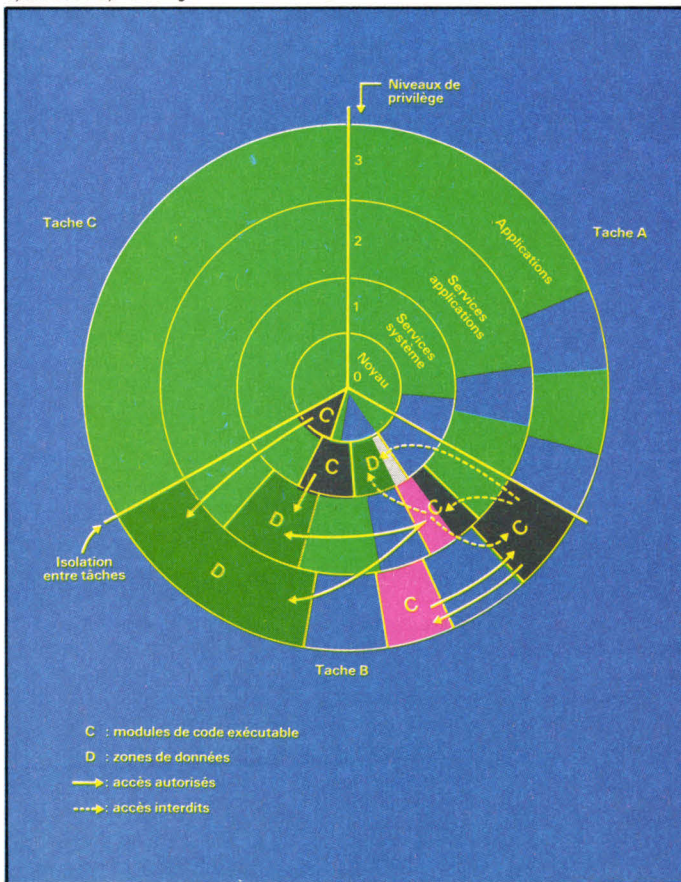 Niveaux de
privilège
3
Tache C
Tache A
Applications
2
Services
applications
1
Services
système
Noyau
0
C
C
D
C
C
D
Isolation
entre tâches
D
C
Tache B
C : modules de code exécutable
D : zones de données
: accès autorisés
: accès interdits